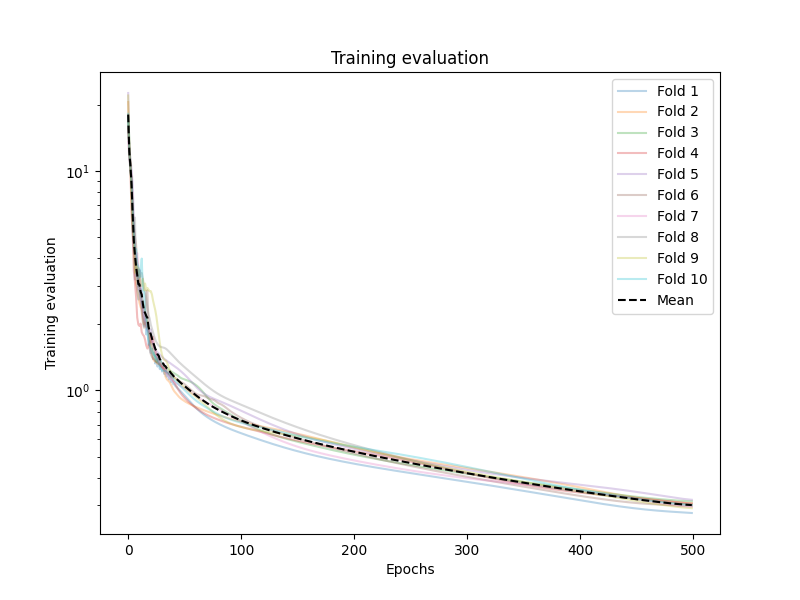 Training evaluation
Training evaluation
10¹
10⁰
0 100 200 300 400 500
Epochs
Fold 1
Fold 2
Fold 3
Fold 4
Fold 5
Fold 6
Fold 7
Fold 8
Fold 9
Fold 10
Mean